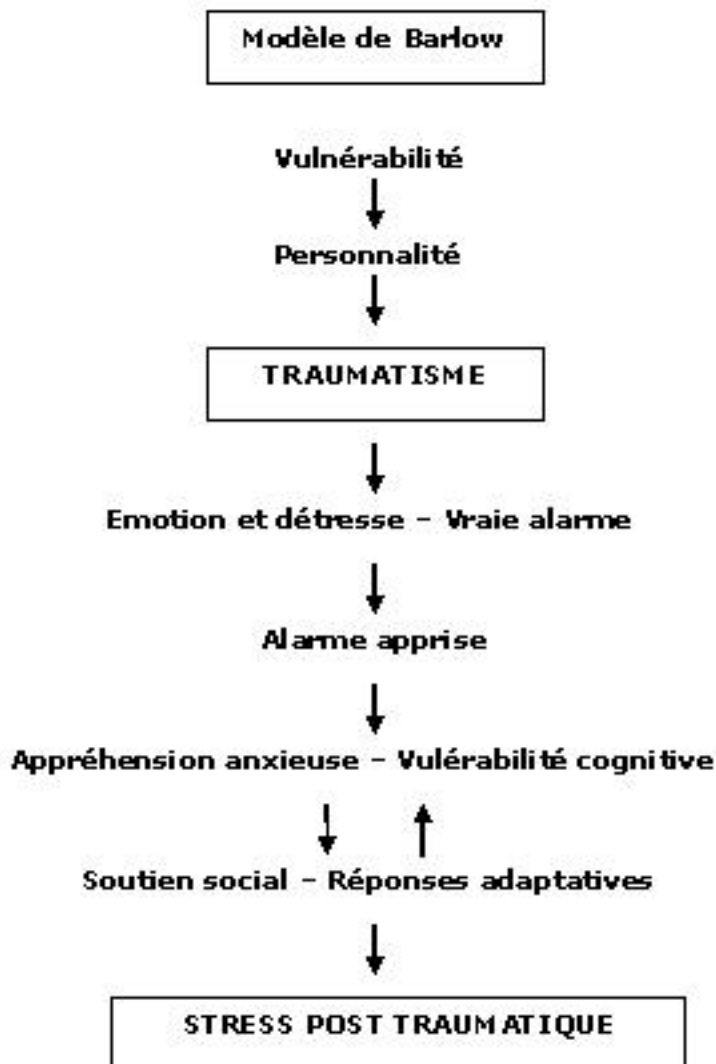 Modèle de Barlow
Vulnérabilité
Personnalité
TRAUMATISME
Emotion et détresse – Vraie alarme
Alarme apprise
Appréhension anxieuse – Vulérabilité cognitive
Soutien social – Réponses adaptatives
STRESS POST TRAUMATIQUE